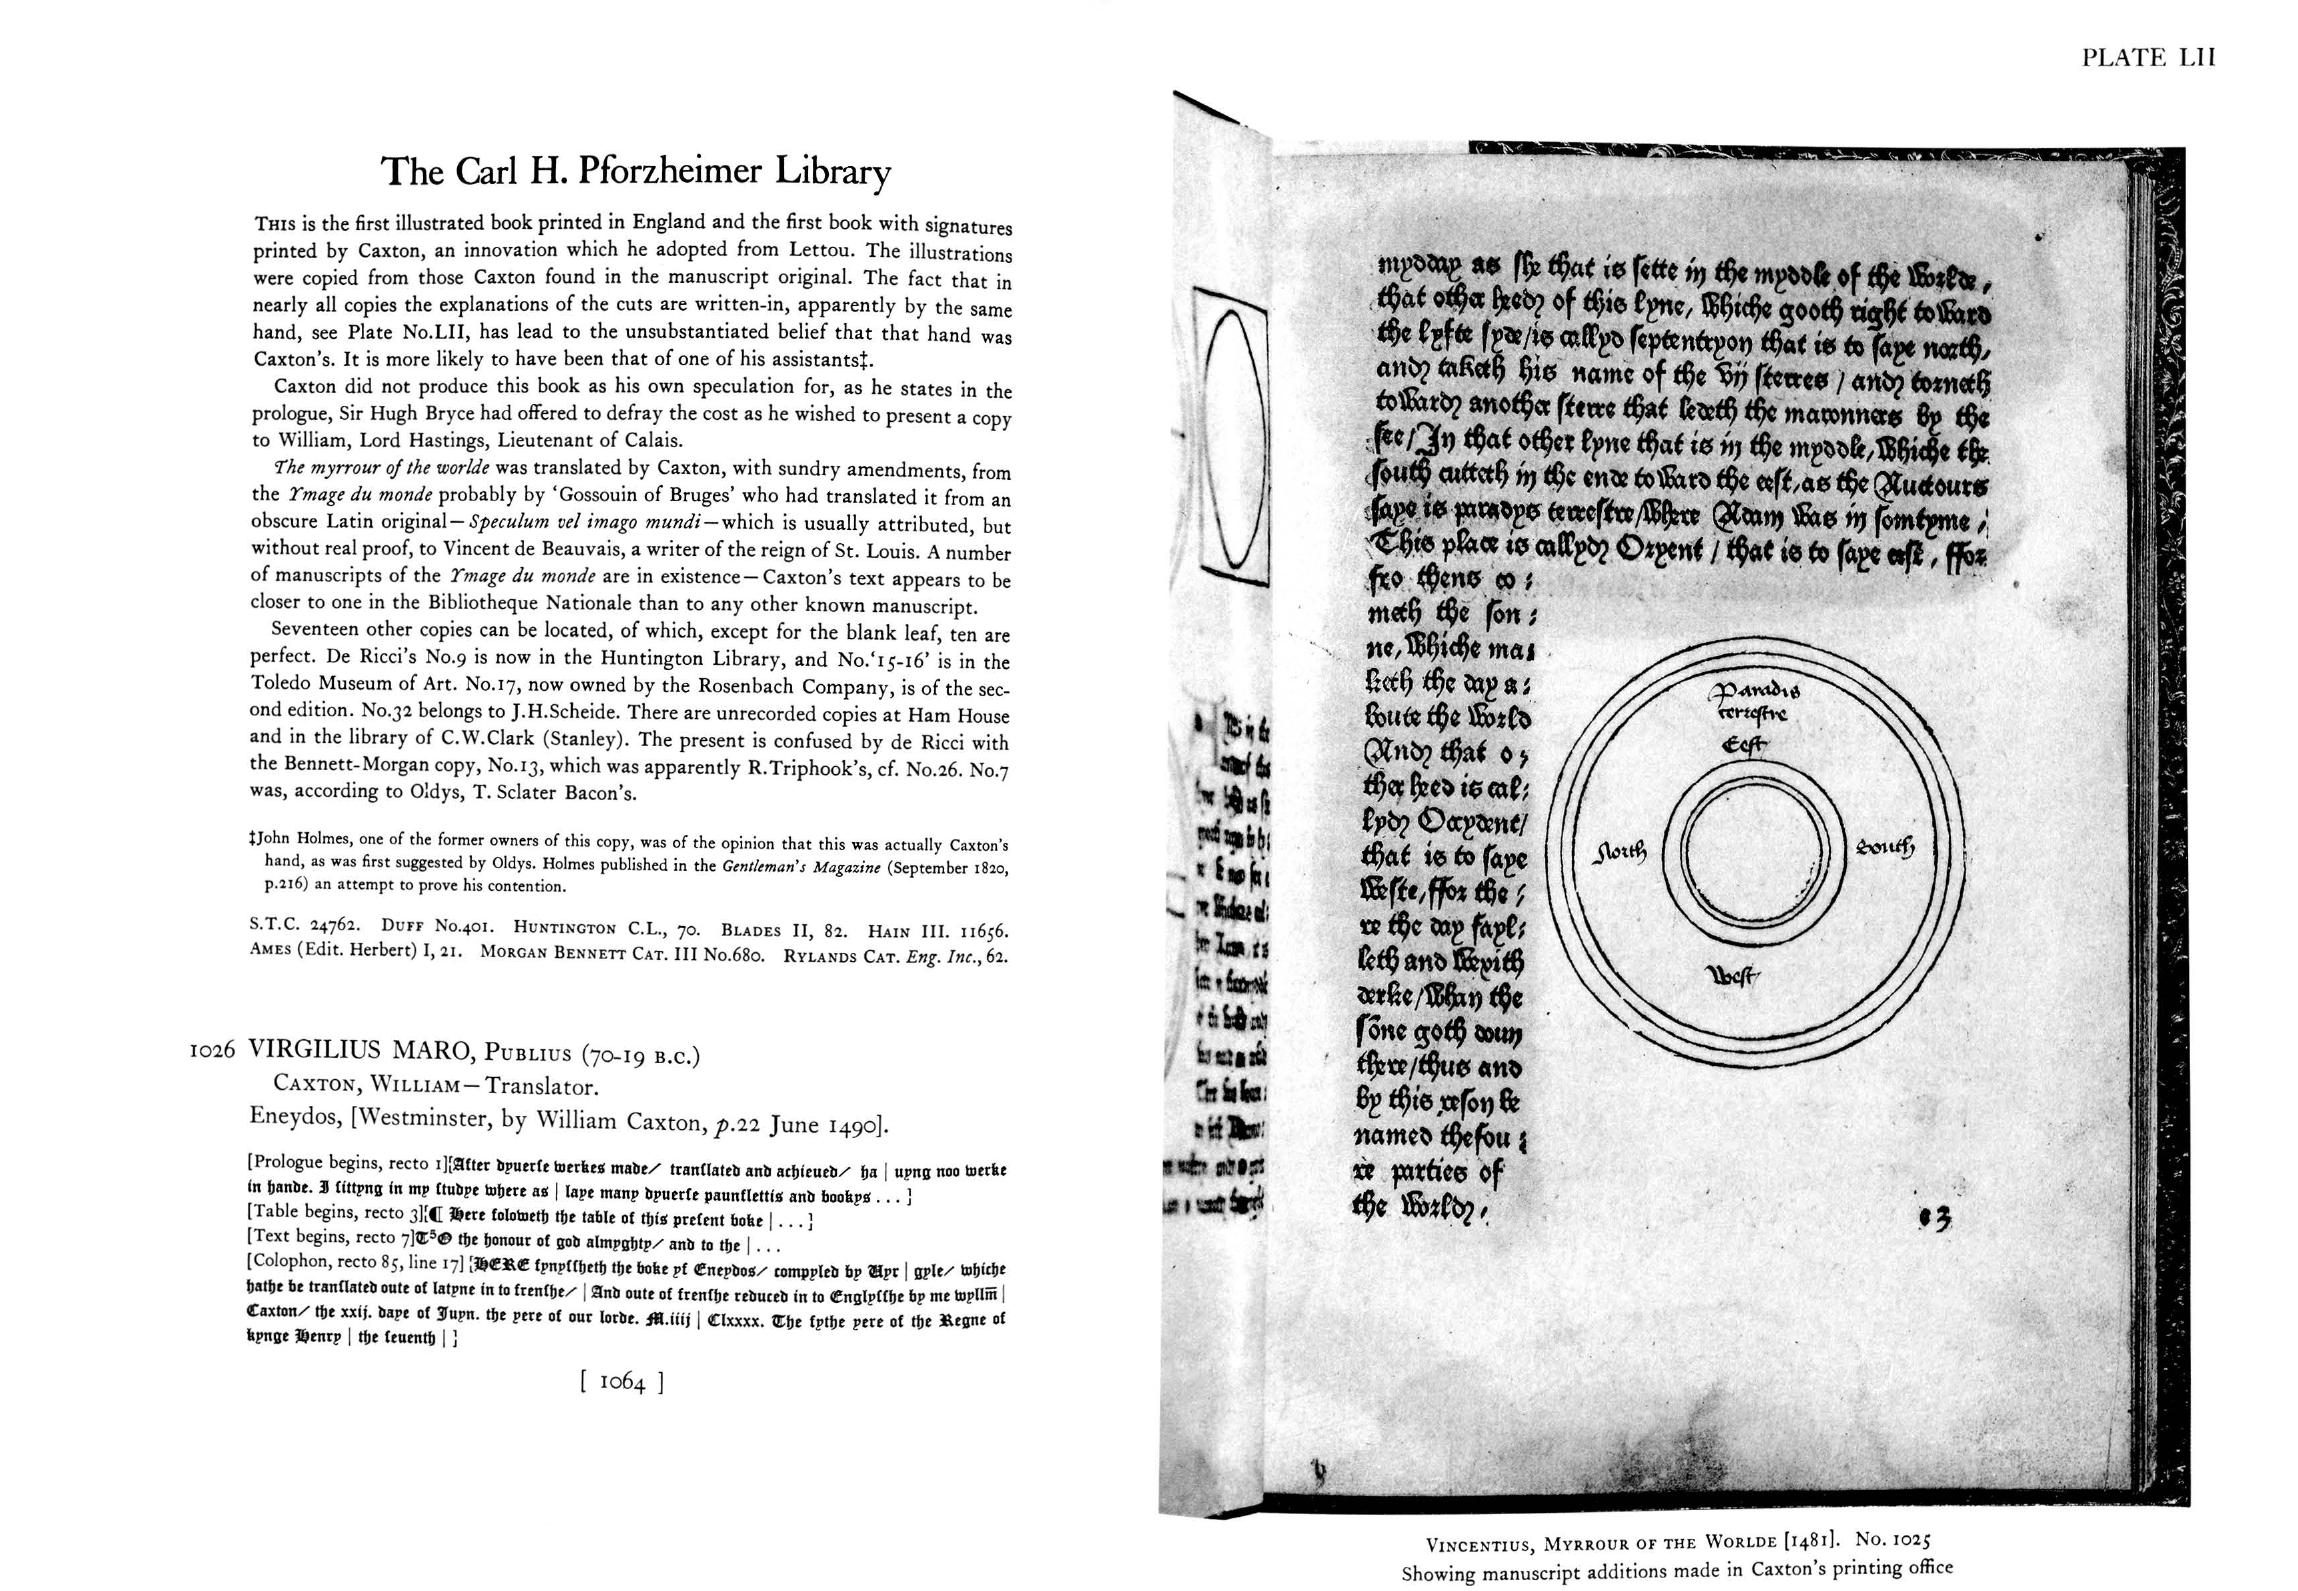 The Carl H. Pforzheimer Library
THIS is the first illustrated book printed in England and the first book with signatures
printed by Caxton, an innovation which he adopted from Lettou. The illustrations
were copied from those Caxton found in the manuscript original. The fact that in
nearly all copies the explanations of the cuts are written-in, apparently by the same
hand, see Plate No.LII, has lead to the unsubstantiated belief that that hand was
Caxton's. It is more likely to have been that of one of his assistants‡.
Caxton did not produce this book as his own speculation for, as he states in the
prologue, Sir Hugh Bryce had offered to defray the cost as he wished to present a copy
to William, Lord Hastings, Lieutenant of Calais.
The myrrour of the worlde was translated by Caxton, with sundry amendments, from
the Ymage du monde probably by 'Gossouin of Bruges' who had translated it from an
obscure Latin original—Speculum vel imago mundi—which is usually attributed, but
without real proof, to Vincent de Beauvais, a writer of the reign of St. Louis. A number
of manuscripts of the Ymage du monde are in existence—Caxton's text appears to be
closer to one in the Bibliotheque Nationale than to any other known manuscript.
Seventeen other copies can be located, of which, except for the blank leaf, ten are
perfect. De Ricci's No.9 is now in the Huntington Library, and No.'15-16' is in the
Toledo Museum of Art. No.17, now owned by the Rosenbach Company, is of the sec-
ond edition. No.32 belongs to J.H.Scheide. There are unrecorded copies at Ham House
and in the library of C.W.Clark (Stanley). The present is confused by de Ricci with
the Bennett-Morgan copy, No.13, which was apparently R.Triphook's, cf. No.26. No.7
was, according to Oldys, T. Sclater Bacon's.
‡John Holmes, one of the former owners of this copy, was of the opinion that this was actually Caxton's
hand, as was first suggested by Oldys. Holmes published in the Gentleman's Magazine (September 1820,
p.216) an attempt to prove his contention.
S.T.C. 24762. DUFF No.401. HUNTINGTON C.L., 70. BLADES II, 82. HAIN III. 11656.
AMES (Edit. Herbert) I, 21. MORGAN BENNETT CAT. III No.680. RYLANDS CAT. Eng. Inc., 62.
1026 VIRGILIUS MARO, PUBLIUS (70-19 B.C.)
CAXTON, WILLIAM—Translator.
Eneydos, [Westminster, by William Caxton, p.22 June 1490].
[Prologue begins, recto 1]{After dyuerſe werkes made/ tranſlated and achieued/ ha | uyng noo werke
in hande. I ſittyng in my ſtudye where as | laye many dyuerſe paunflettis and bookys . . . }
[Table begins, recto 3]{¶ Here foloweth the table of this preſent boke | . . . }
[Text begins, recto 7]T⁵O the honour of god almyghty/ and to the | . . .
[Colophon, recto 85, line 17] {HERE fynyſſheth the boke yf Eneydos/ compyled by Uyr | gyle/ whiche
hathe be tranſlated oute of latyne in to frenſhe/ | And oute of frenſhe reduced in to Englyſſhe by me wyllm̅ |
Caxton/ the xxij. daye of Juyn. the yere of our lorde. M.iiij | Clxxxx. The fythe yere of the Regne of
kynge Henry | the ſeuenth | }
[ 1064 ]
PLATE LII
mydday as ſhe that is ſette in the myddle of the worlde,
that other heed of this lyne, whiche gooth right toward
the lyfte ſyde/is callyd ſeptentryon that is to ſaye north,
and taketh his name of the vij ſterres / and torneth
toward another ſterre that ledeth the maronners by the
ſee/In that other lyne that is in the myddle, whiche the
ſouth cutteth in the ende toward the eeſt, as the Auctours
ſaye is paradys terreſtre/where Adam was in ſomtyme,
This place is callyd Oryent / that is to ſaye eeſt, ffor
fro thens co :
meth the ſon :
ne, whiche ma :
keth the day a :
boute the world
And that o :
ther heed is cal :
lyd Occydent/
that is to ſaye
weſte, ffor the :
re the day fayl :
leth and wexith
derke/whan the
ſōne goth doun
there/thus and
by this reſon be
named thefou :
re parties of
the world,
Paradis
terreſtre
Eeſt
North
South
Weſt
e3
VINCENTIUS, MYRROUR OF THE WORLDE [1481]. No. 1025
Showing manuscript additions made in Caxton's printing office